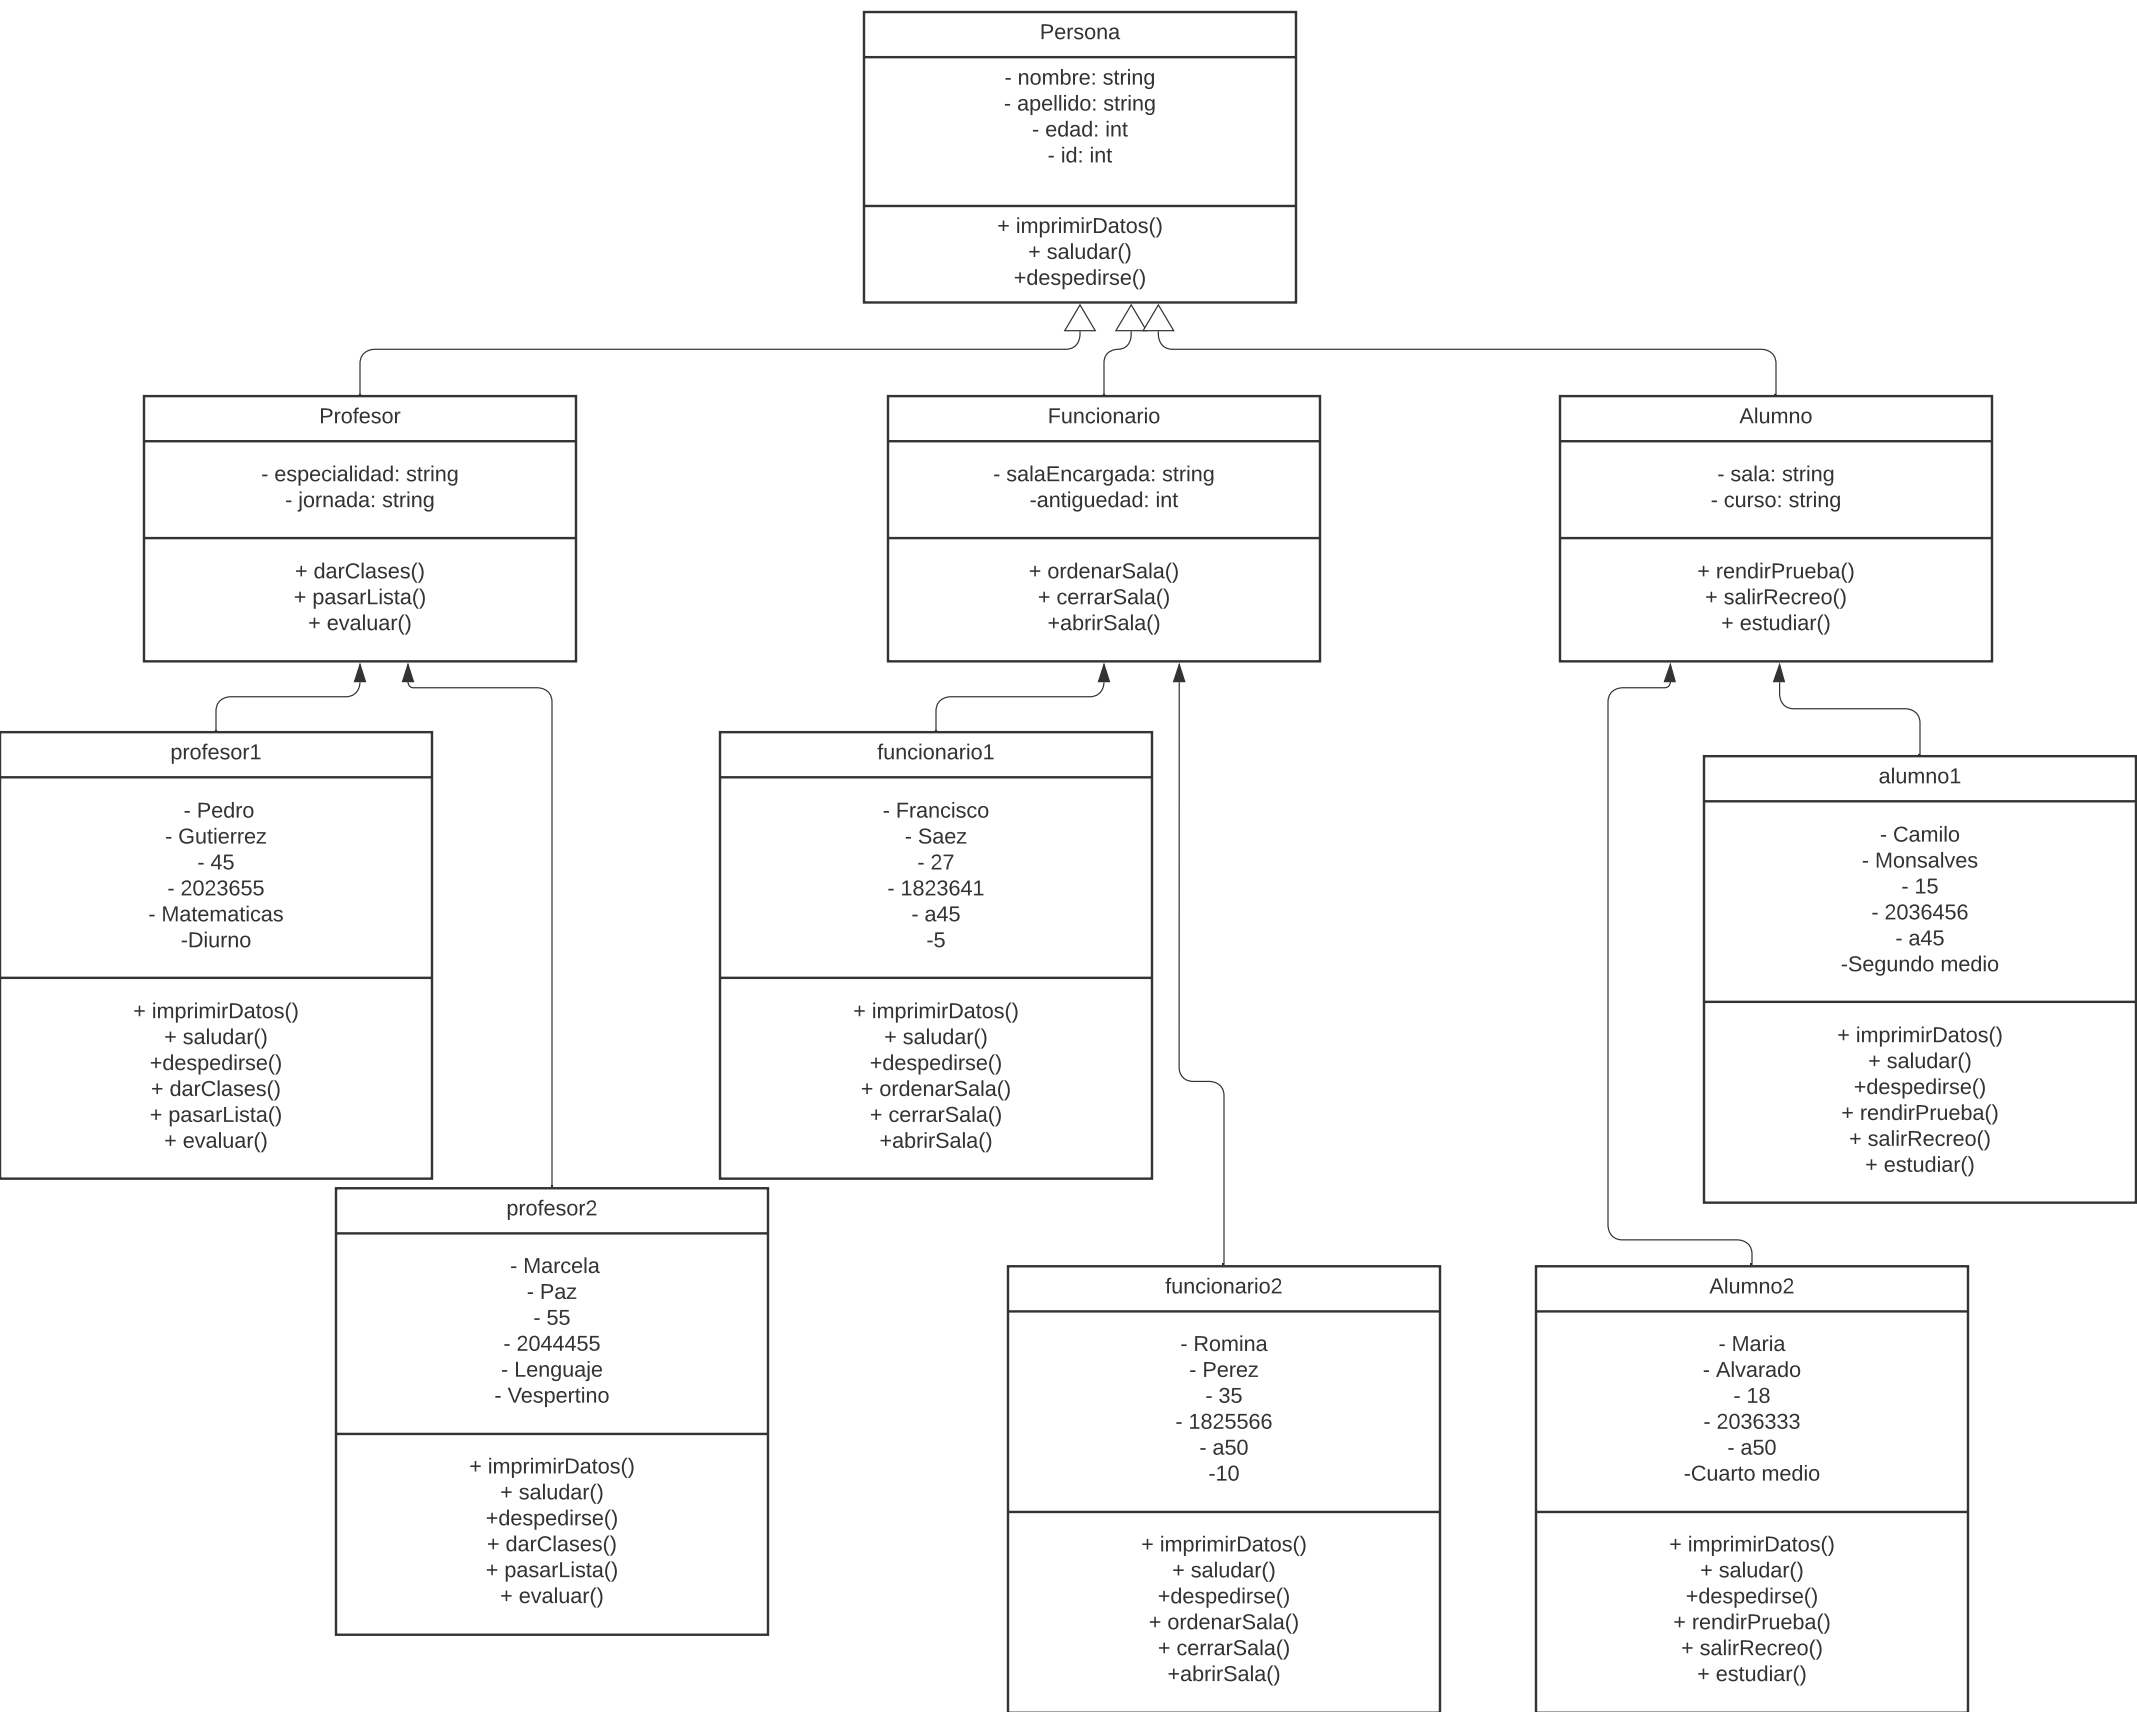 Persona
- nombre: string
- apellido: string
- edad: int
- id: int
+ imprimirDatos()
+ saludar()
+despedirse()
Profesor
- especialidad: string
- jornada: string
+ darClases()
+ pasarLista()
+ evaluar()
Funcionario
- salaEncargada: string
-antiguedad: int
+ ordenarSala()
+ cerrarSala()
+abrirSala()
Alumno
- sala: string
- curso: string
+ rendirPrueba()
+ salirRecreo()
+ estudiar()
profesor1
- Pedro
- Gutierrez
- 45
- 2023655
- Matematicas
-Diurno
+ imprimirDatos()
+ saludar()
+despedirse()
+ darClases()
+ pasarLista()
+ evaluar()
funcionario1
- Francisco
- Saez
- 27
- 1823641
- a45
-5
+ imprimirDatos()
+ saludar()
+despedirse()
+ ordenarSala()
+ cerrarSala()
+abrirSala()
alumno1
- Camilo
- Monsalves
- 15
- 2036456
- a45
-Segundo medio
+ imprimirDatos()
+ saludar()
+despedirse()
+ rendirPrueba()
+ salirRecreo()
+ estudiar()
profesor2
- Marcela
- Paz
- 55
- 2044455
- Lenguaje
- Vespertino
+ imprimirDatos()
+ saludar()
+despedirse()
+ darClases()
+ pasarLista()
+ evaluar()
funcionario2
- Romina
- Perez
- 35
- 1825566
- a50
-10
+ imprimirDatos()
+ saludar()
+despedirse()
+ ordenarSala()
+ cerrarSala()
+abrirSala()
Alumno2
- Maria
- Alvarado
- 18
- 2036333
- a50
-Cuarto medio
+ imprimirDatos()
+ saludar()
+despedirse()
+ rendirPrueba()
+ salirRecreo()
+ estudiar()